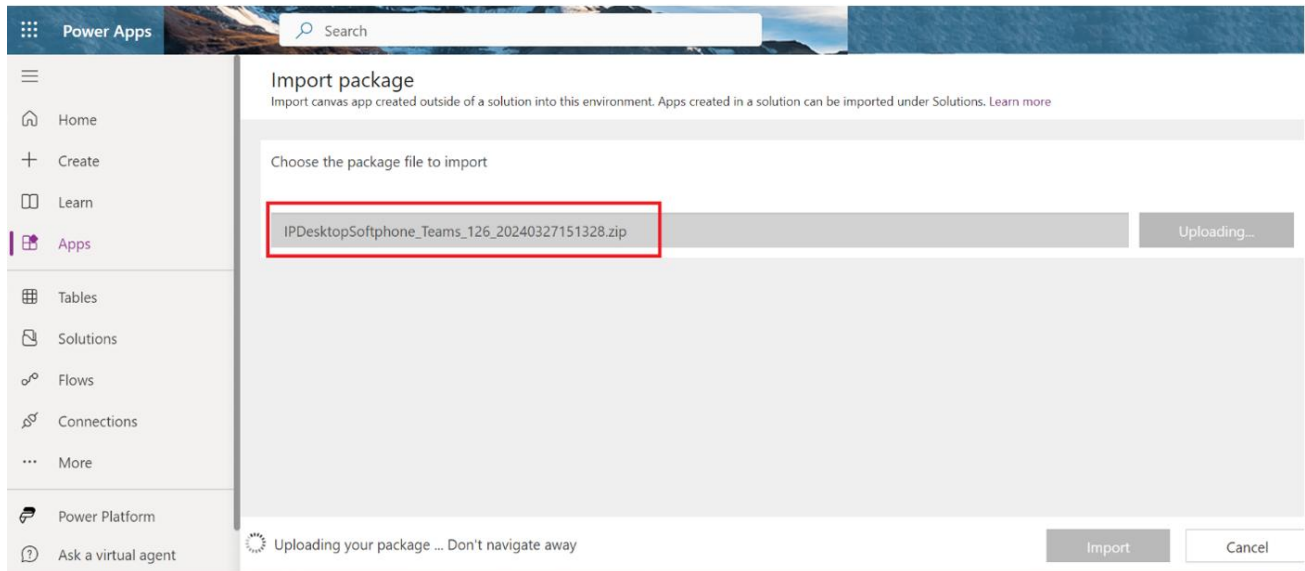 Power Apps
Search
Import package
Import canvas app created outside of a solution into this environment. Apps created in a solution can be imported under Solutions. Learn more
Home
Create
Learn
Apps
Tables
Solutions
Flows
Connections
More
Power Platform
Ask a virtual agent
Choose the package file to import
IPDesktopSoftphone_Teams_126_20240327151328.zip
Uploading...
Uploading your package ... Don't navigate away
Import
Cancel